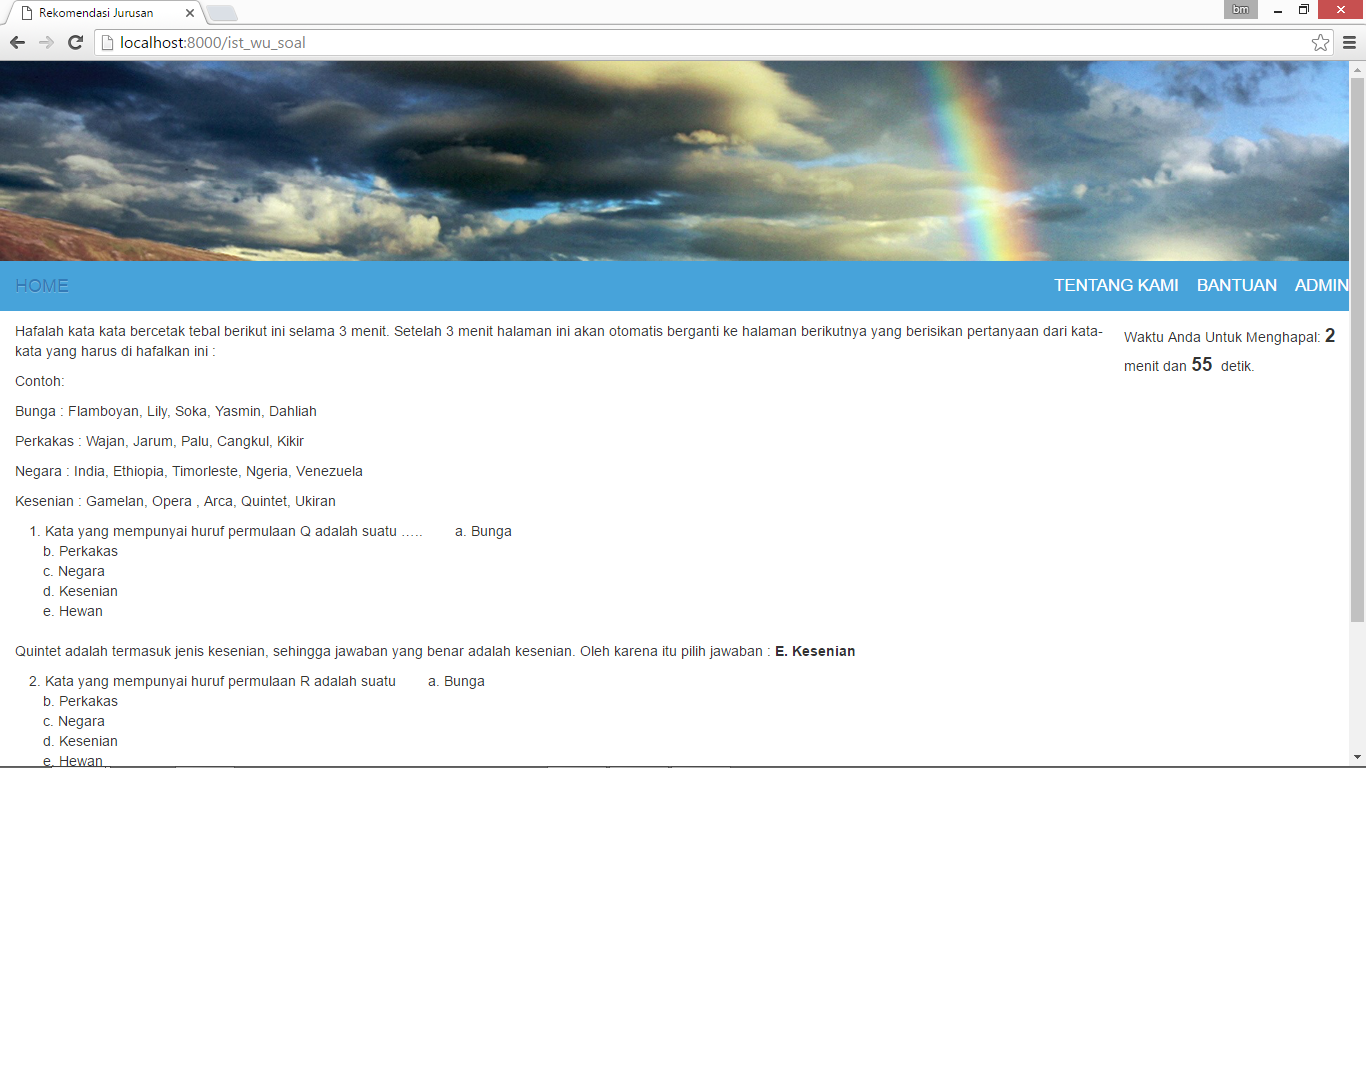 Rekomendasi Jurusan
bm
localhost:8000/ist_wu_soal
HOME
TENTANG KAMI BANTUAN ADMIN
Hafalah kata kata bercetak tebal berikut ini selama 3 menit. Setelah 3 menit halaman ini akan otomatis berganti ke halaman berikutnya yang berisikan pertanyaan dari kata-
kata yang harus di hafalkan ini :
Waktu Anda Untuk Menghapal: 2
menit dan 55 detik.
Contoh:
Bunga : Flamboyan, Lily, Soka, Yasmin, Dahliah
Perkakas : Wajan, Jarum, Palu, Cangkul, Kikir
Negara : India, Ethiopia, Timorleste, Ngeria, Venezuela
Kesenian : Gamelan, Opera , Arca, Quintet, Ukiran
1. Kata yang mempunyai huruf permulaan Q adalah suatu ….. a. Bunga
b. Perkakas
c. Negara
d. Kesenian
e. Hewan
Quintet adalah termasuk jenis kesenian, sehingga jawaban yang benar adalah kesenian. Oleh karena itu pilih jawaban : E. Kesenian
2. Kata yang mempunyai huruf permulaan R adalah suatu a. Bunga
b. Perkakas
c. Negara
d. Kesenian
e. Hewan